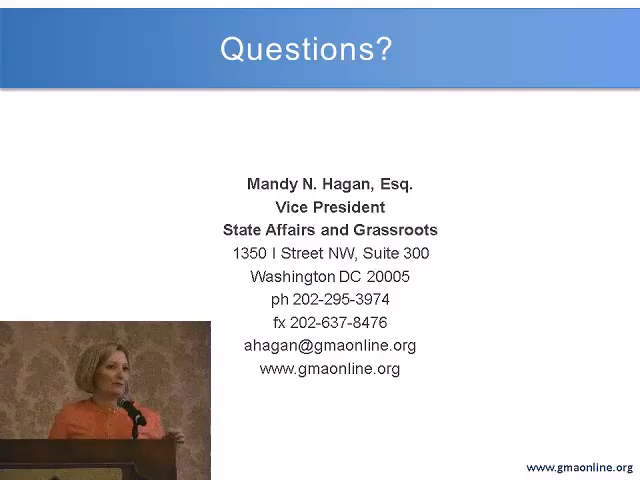 Questions?
Mandy N. Hagan, Esq.
Vice President
State Affairs and Grassroots
1350 I Street NW, Suite 300
Washington DC 20005
ph 202-295-3974
fx 202-637-8476
ahagan@gmaonline.org
www.gmaonline.org
www.gmaonline.org